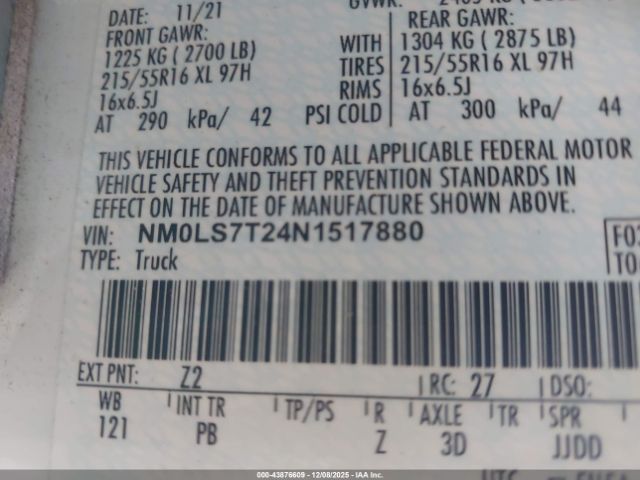 DATE: 11/21
FRONT GAWR:
1225 KG ( 2700 LB)
215/55R16 XL 97H
16x6.5J
AT 290 kPa/ 42
WITH
TIRES
RIMS
PSI COLD
REAR GAWR:
1304 KG ( 2875 LB)
215/55R16 XL 97H
16x6.5J
AT 300 kPa/ 44
THIS VEHICLE CONFORMS TO ALL APPLICABLE FEDERAL MOTOR
VEHICLE SAFETY AND THEFT PREVENTION STANDARDS IN
EFFECT ON THE DATE OF MANUFACTURE SHOWN ABOVE.
VIN: NM0LS7T24N1517880
TYPE: Truck
EXT PNT: Z2 RC: 27 DSO:
WB INT TR TP/PS R AXLE TR SPR
121 PB Z 3D JJDD
000-43876609 - 12/08/2025 - IAA Inc.